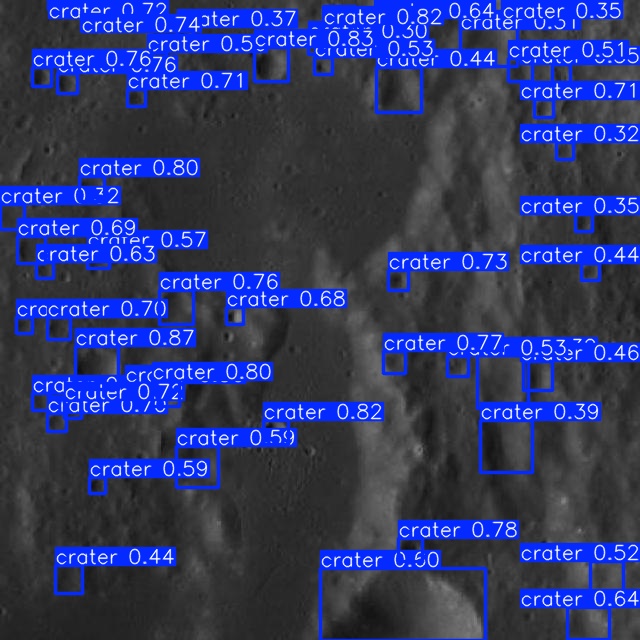 crater 0.72
crater 0.74
crater 0.37
crater 0.82
0.64
crater 0.35
crater 0.83
0.30
0.53
crater 0.44
crater 0.51
crater 0.76
0.76
crater 0.71
crater 0.71
crater 0.32
crater 0.80
crater
crater 0.35
crater 0.69
0.57
crater 0.63
crater 0.44
crater 0.73
crater 0.76
crater 0.68
crater 0.70
crater 0.87
crater 0.77
0.53
0.46
crater 0.80
crater 0.72
crater 0.82
crater 0.39
crater 0.59
crater 0.59
crater 0.78
crater 0.44
crater 0.60
crater 0.52
crater 0.64